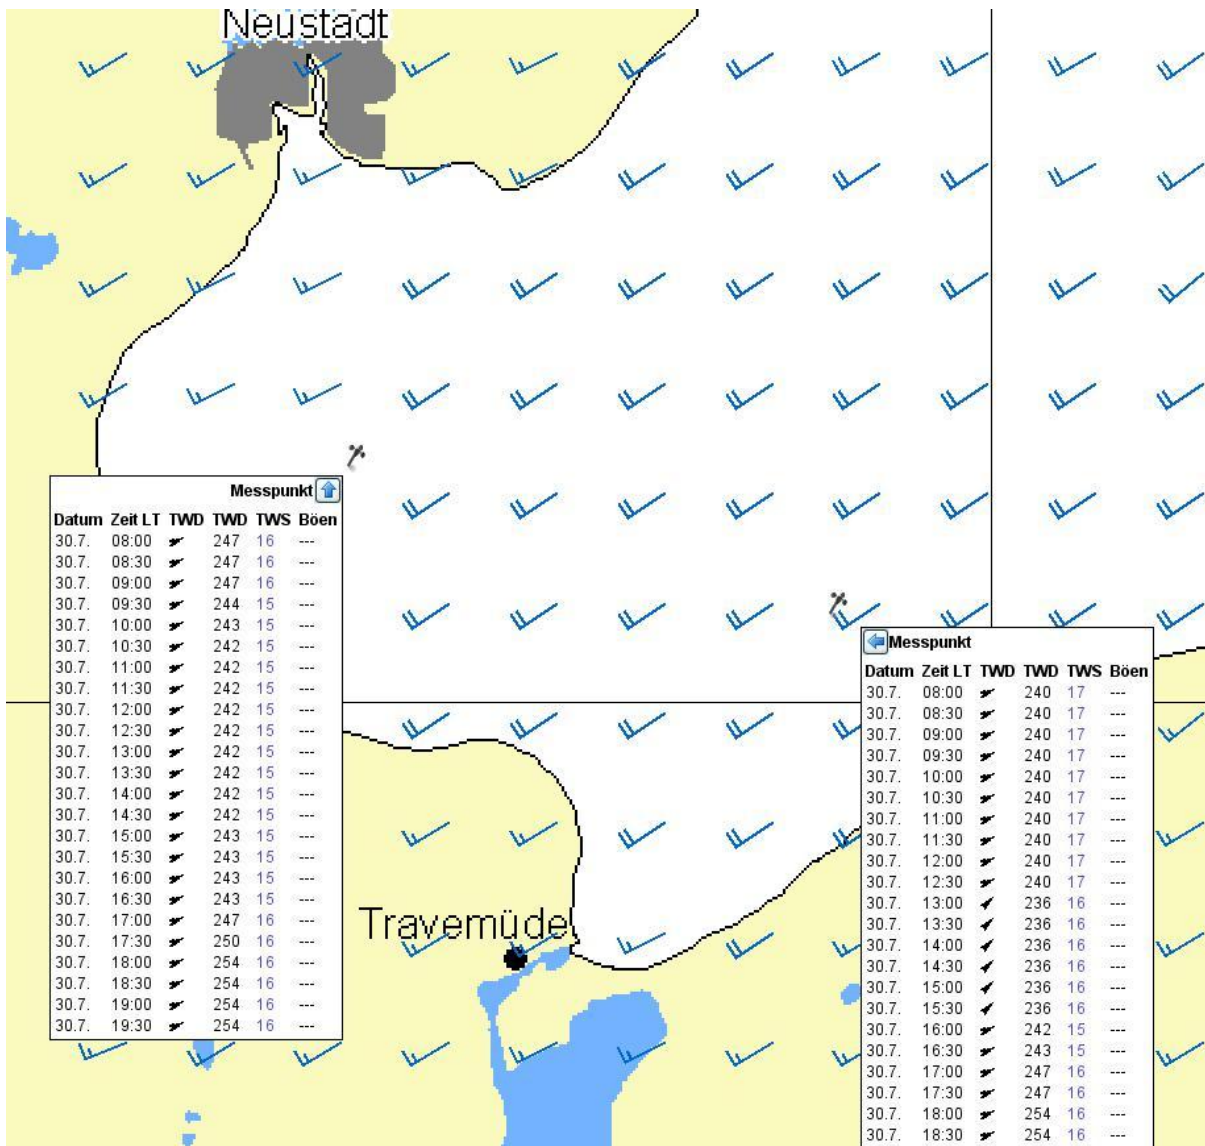 Neustadt
Messpunkt
Datum Zeit LT TWD TWD TWS Böen
30.7. 08:00 247 16 ---
30.7. 08:30 247 16 ---
30.7. 09:00 247 16 ---
30.7. 09:30 244 15 ---
30.7. 10:00 243 15 ---
30.7. 10:30 242 15 ---
30.7. 11:00 242 15 ---
30.7. 11:30 242 15 ---
30.7. 12:00 242 15 ---
30.7. 12:30 242 15 ---
30.7. 13:00 242 15 ---
30.7. 13:30 242 15 ---
30.7. 14:00 242 15 ---
30.7. 14:30 242 15 ---
30.7. 15:00 243 15 ---
30.7. 15:30 243 15 ---
30.7. 16:00 243 15 ---
30.7. 16:30 243 15 ---
30.7. 17:00 247 16 ---
30.7. 17:30 250 16 ---
30.7. 18:00 254 16 ---
30.7. 18:30 254 16 ---
30.7. 19:00 254 16 ---
30.7. 19:30 254 16 ---
Travemüde
Messpunkt
Datum Zeit LT TWD TWD TWS Böen
30.7. 08:00 240 17 ---
30.7. 08:30 240 17 ---
30.7. 09:00 240 17 ---
30.7. 09:30 240 17 ---
30.7. 10:00 240 17 ---
30.7. 10:30 240 17 ---
30.7. 11:00 240 17 ---
30.7. 11:30 240 17 ---
30.7. 12:00 240 17 ---
30.7. 12:30 240 17 ---
30.7. 13:00 236 16 ---
30.7. 13:30 236 16 ---
30.7. 14:00 236 16 ---
30.7. 14:30 236 16 ---
30.7. 15:00 236 16 ---
30.7. 15:30 236 16 ---
30.7. 16:00 242 15 ---
30.7. 16:30 243 15 ---
30.7. 17:00 247 16 ---
30.7. 17:30 247 16 ---
30.7. 18:00 254 16 ---
30.7. 18:30 254 16 ---